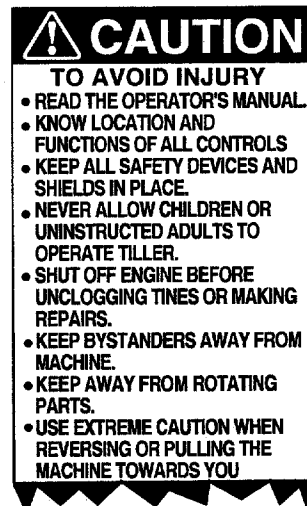 CAUTION
TO AVOID INJURY
• READ THE OPERATOR'S MANUAL.
• KNOW LOCATION AND
FUNCTIONS OF ALL CONTROLS
• KEEP ALL SAFETY DEVICES AND
SHIELDS IN PLACE.
• NEVER ALLOW CHILDREN OR
UNINSTRUCTED ADULTS TO
OPERATE TILLER.
• SHUT OFF ENGINE BEFORE
UNCLOGGING TINES OR MAKING
REPAIRS.
• KEEP BYSTANDERS AWAY FROM
MACHINE.
• KEEP AWAY FROM ROTATING
PARTS.
• USE EXTREME CAUTION WHEN
REVERSING OR PULLING THE
MACHINE TOWARDS YOU